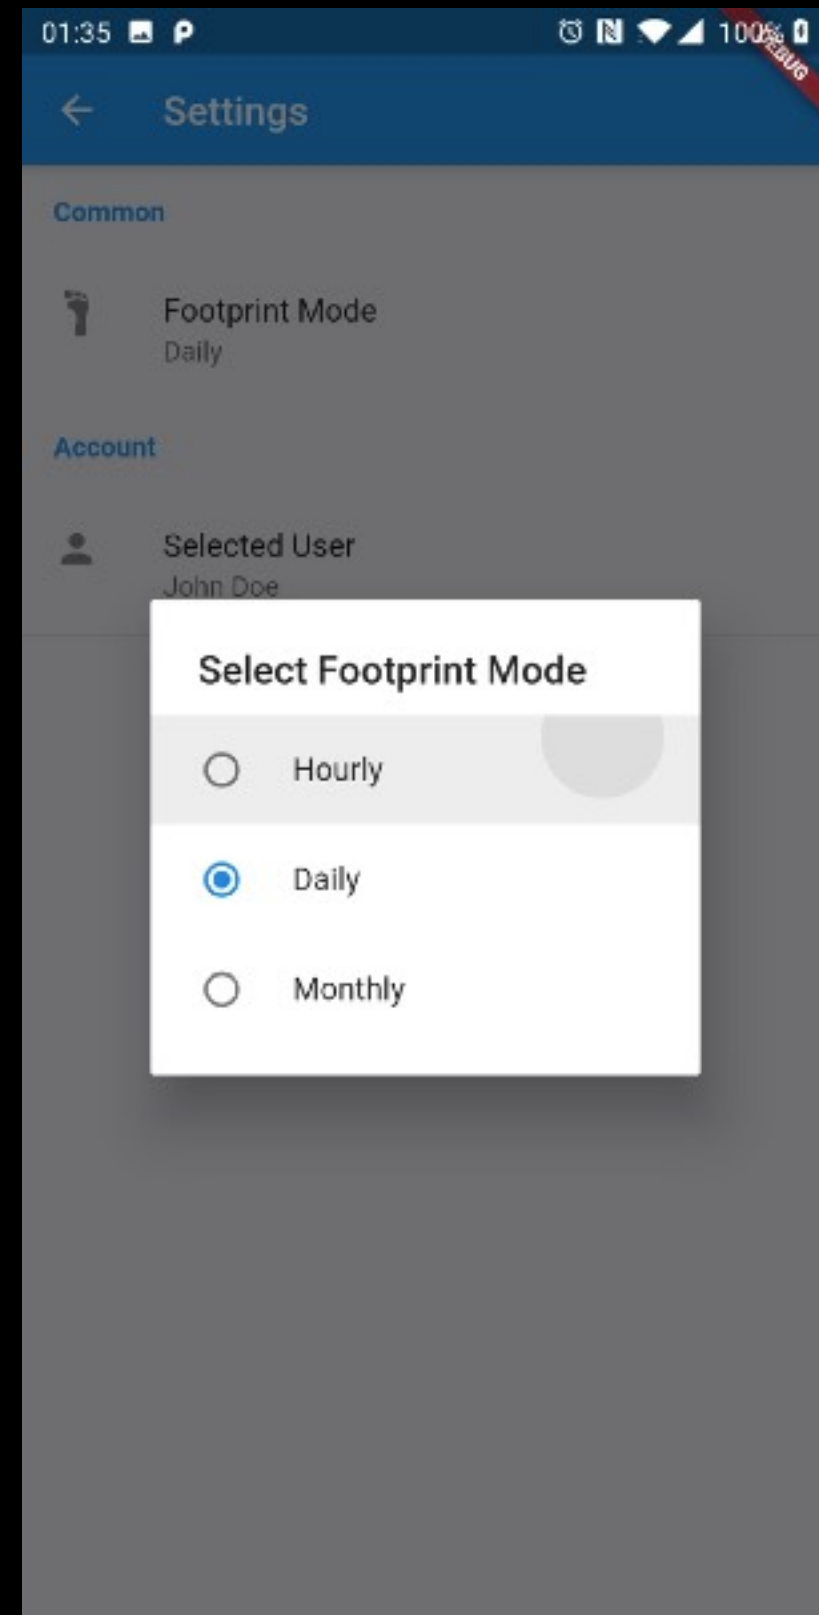 01:35 100%
DEBUG
Settings
Common
Footprint Mode
Daily
Account
Selected User
John Doe
Select Footprint Mode
Hourly
Daily
Monthly